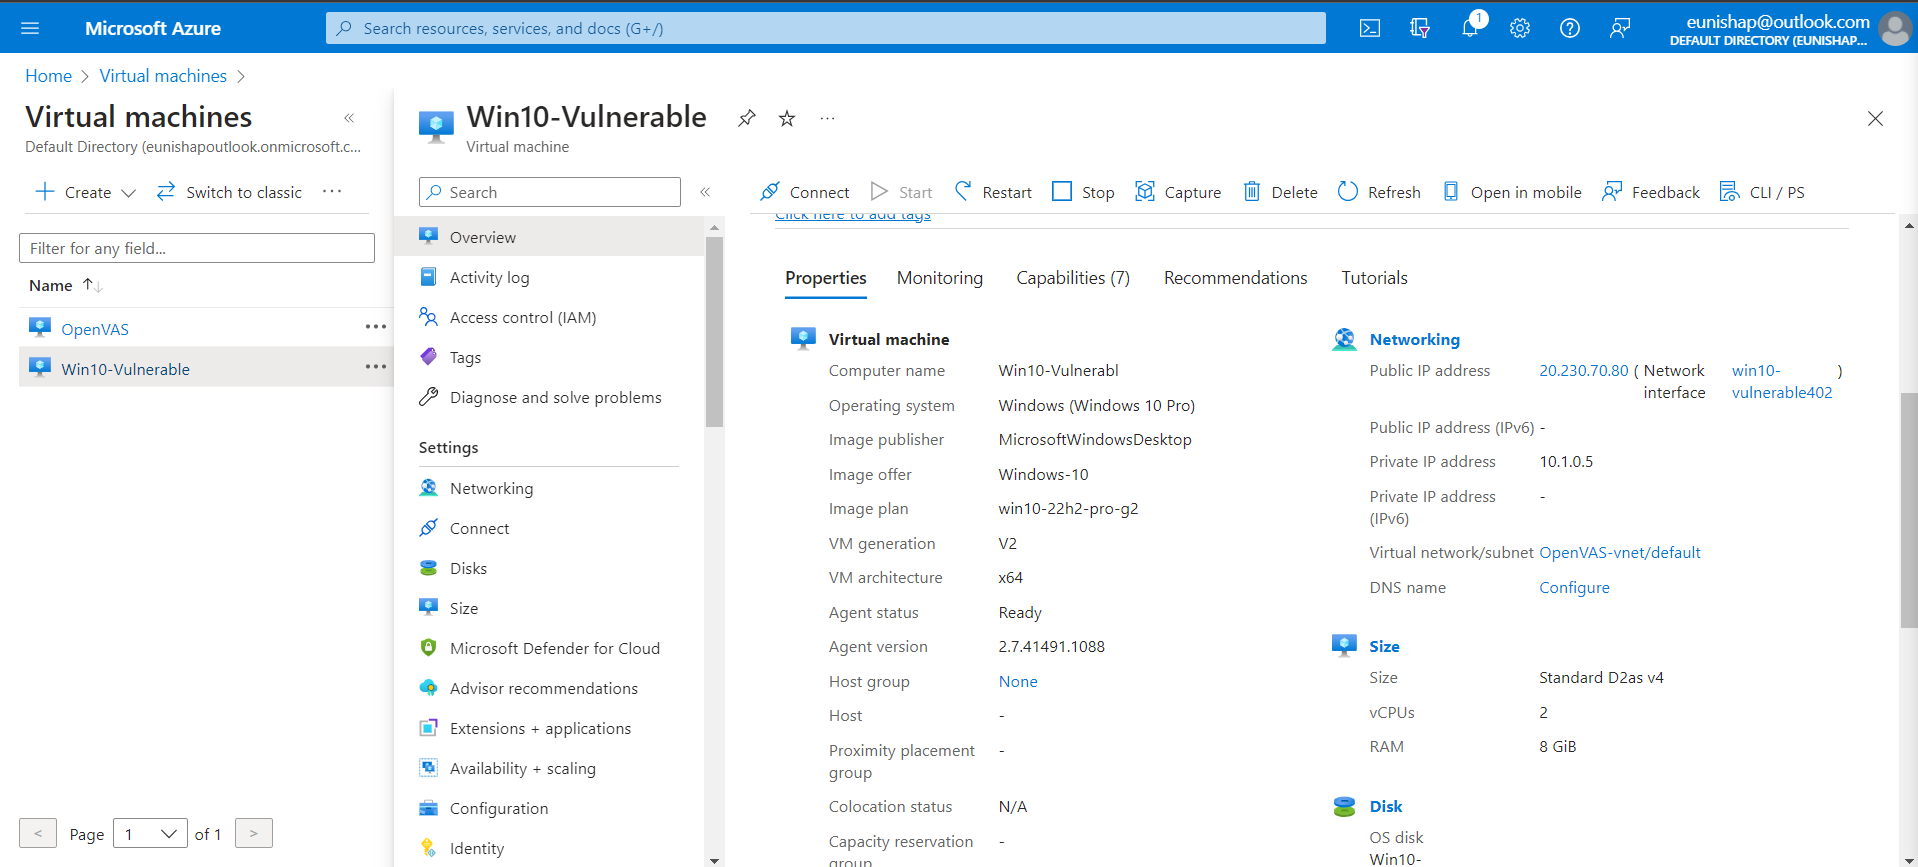 Microsoft Azure
Search resources, services, and docs (G+/)
1
eunishap@outlook.com
DEFAULT DIRECTORY (EUNISHAP...
Home > Virtual machines >
Virtual machines «
Default Directory (eunishapoutlook.onmicrosoft.c...
Create
Switch to classic ...
Filter for any field...
Name ↑↓
OpenVAS ...
Win10-Vulnerable ...
< Page 1 of 1 >
Win10-Vulnerable ...
Virtual machine
Search «
Overview
Activity log
Access control (IAM)
Tags
Diagnose and solve problems
Settings
Networking
Connect
Disks
Size
Microsoft Defender for Cloud
Advisor recommendations
Extensions + applications
Availability + scaling
Configuration
Identity
Connect Start Restart Stop Capture Delete Refresh Open in mobile Feedback CLI / PS
Click here to add tags
Properties Monitoring Capabilities (7) Recommendations Tutorials
Virtual machine
Computer name Win10-Vulnerabl
Operating system Windows (Windows 10 Pro)
Image publisher MicrosoftWindowsDesktop
Image offer Windows-10
Image plan win10-22h2-pro-g2
VM generation V2
VM architecture x64
Agent status Ready
Agent version 2.7.41491.1088
Host group None
Host -
Proximity placement -
group
Colocation status N/A
Capacity reservation -
group
Networking
Public IP address 20.230.70.80 ( Network win10- )
interface vulnerable402
Public IP address (IPv6) -
Private IP address 10.1.0.5
Private IP address -
(IPv6)
Virtual network/subnet OpenVAS-vnet/default
DNS name Configure
Size
Size Standard D2as v4
vCPUs 2
RAM 8 GiB
Disk
OS disk
Win10-